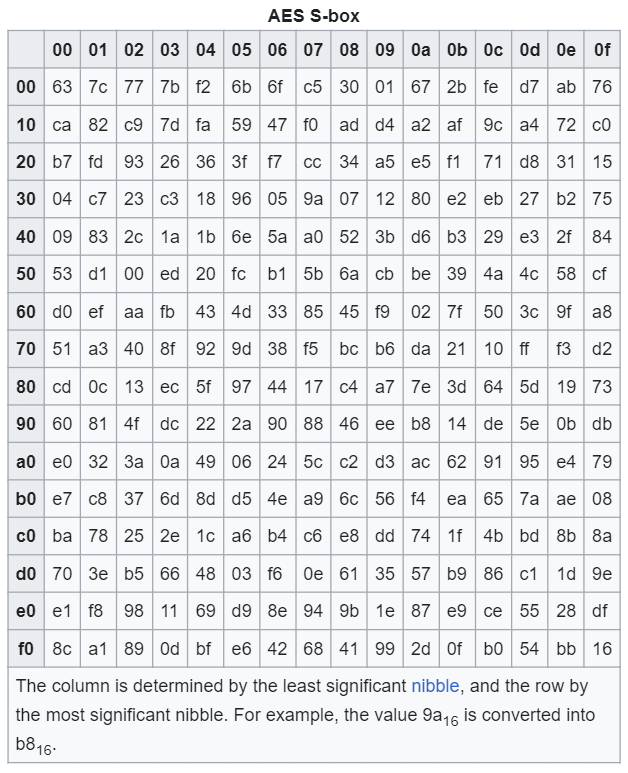 AES S-box
00 01 02 03 04 05 06 07 08 09 0a 0b 0c 0d 0e 0f
00 63 7c 77 7b f2 6b 6f c5 30 01 67 2b fe d7 ab 76
10 ca 82 c9 7d fa 59 47 f0 ad d4 a2 af 9c a4 72 c0
20 b7 fd 93 26 36 3f f7 cc 34 a5 e5 f1 71 d8 31 15
30 04 c7 23 c3 18 96 05 9a 07 12 80 e2 eb 27 b2 75
40 09 83 2c 1a 1b 6e 5a a0 52 3b d6 b3 29 e3 2f 84
50 53 d1 00 ed 20 fc b1 5b 6a cb be 39 4a 4c 58 cf
60 d0 ef aa fb 43 4d 33 85 45 f9 02 7f 50 3c 9f a8
70 51 a3 40 8f 92 9d 38 f5 bc b6 da 21 10 ff f3 d2
80 cd 0c 13 ec 5f 97 44 17 c4 a7 7e 3d 64 5d 19 73
90 60 81 4f dc 22 2a 90 88 46 ee b8 14 de 5e 0b db
a0 e0 32 3a 0a 49 06 24 5c c2 d3 ac 62 91 95 e4 79
b0 e7 c8 37 6d 8d d5 4e a9 6c 56 f4 ea 65 7a ae 08
c0 ba 78 25 2e 1c a6 b4 c6 e8 dd 74 1f 4b bd 8b 8a
d0 70 3e b5 66 48 03 f6 0e 61 35 57 b9 86 c1 1d 9e
e0 e1 f8 98 11 69 d9 8e 94 9b 1e 87 e9 ce 55 28 df
f0 8c a1 89 0d bf e6 42 68 41 99 2d 0f b0 54 bb 16
The column is determined by the least significant nibble, and the row by
the most significant nibble. For example, the value 9a₁₆ is converted into
b8₁₆.